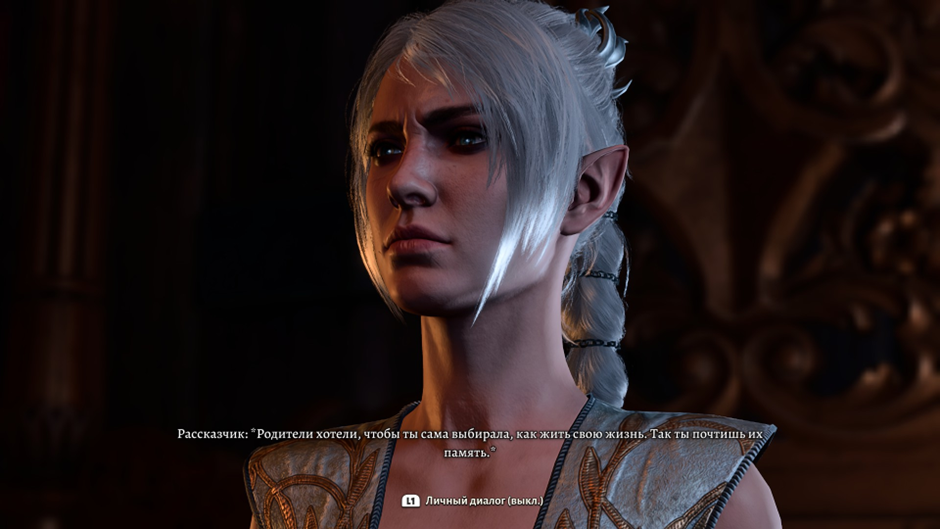 Рассказчик: *Родители хотели, чтобы ты сама выбирала, как жить свою жизнь. Так ты почтишь их
память.*
L1 Личный диалог (выкл.)